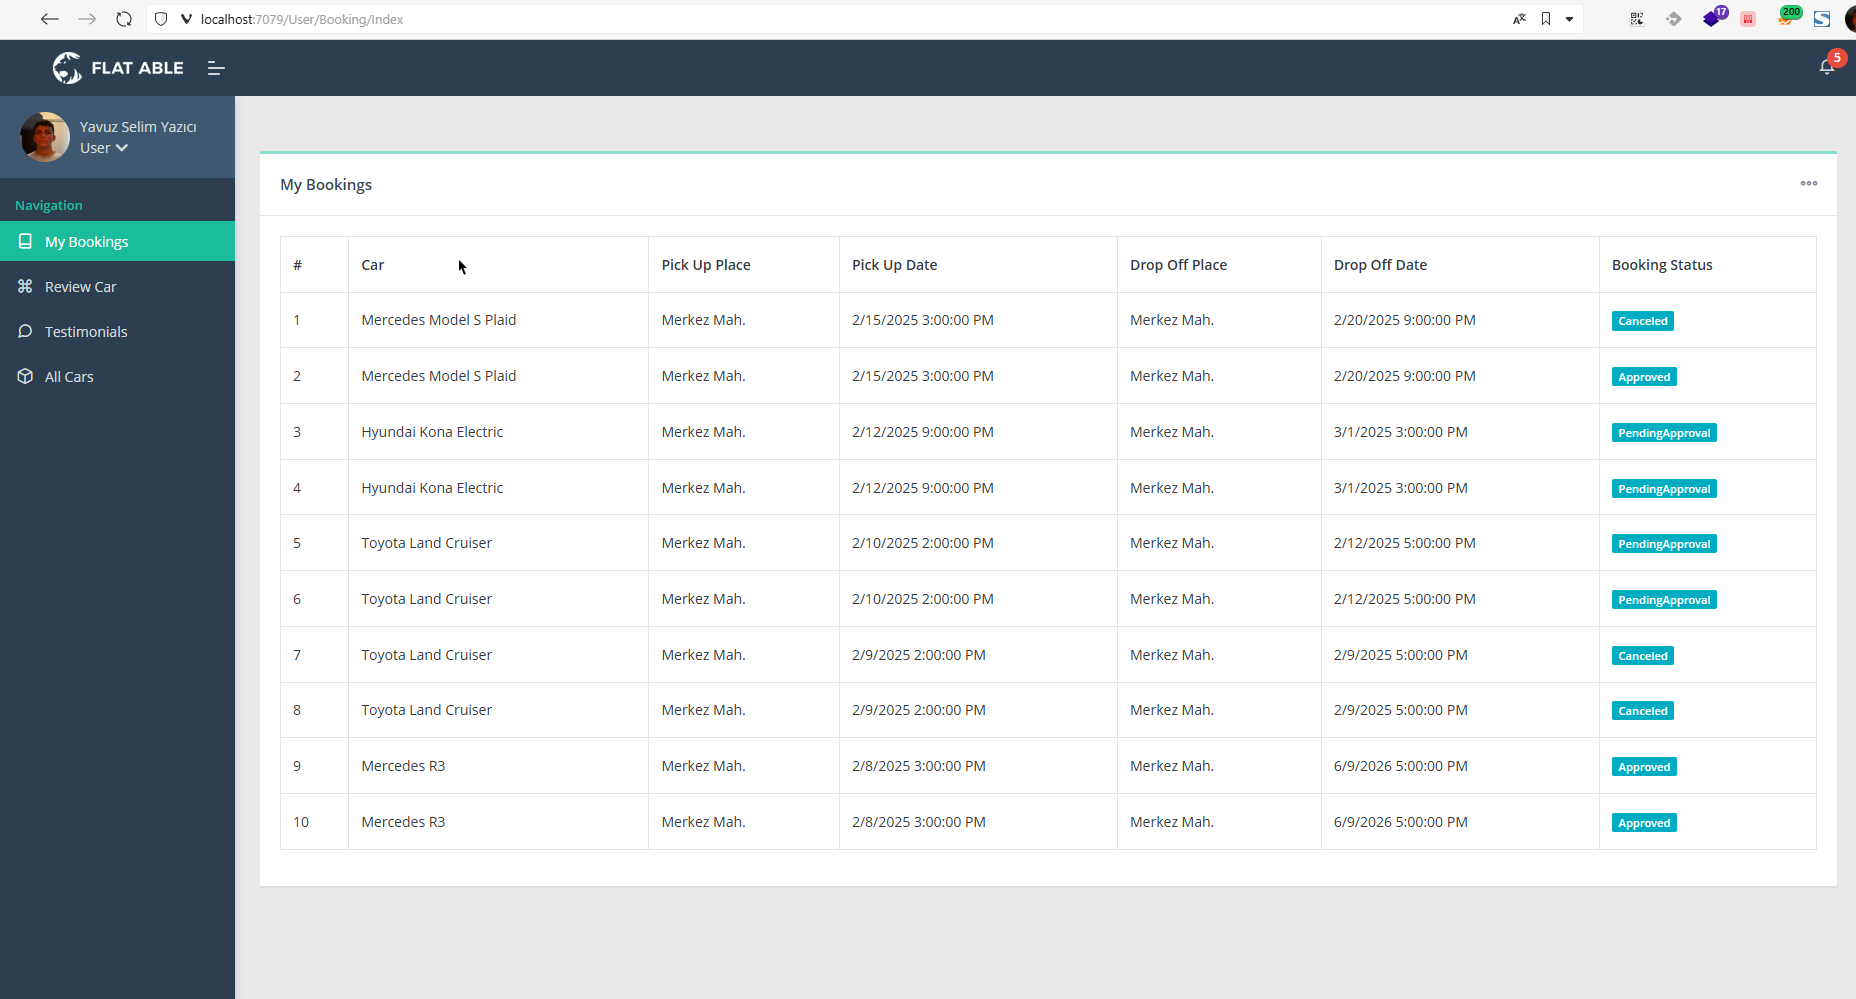 localhost:7079/User/Booking/Index
17
200
FLAT ABLE
5
Yavuz Selim Yazıcı
User
Navigation
My Bookings
Review Car
Testimonials
All Cars
My Bookings
# Car Pick Up Place Pick Up Date Drop Off Place Drop Off Date Booking Status
1 Mercedes Model S Plaid Merkez Mah. 2/15/2025 3:00:00 PM Merkez Mah. 2/20/2025 9:00:00 PM Canceled
2 Mercedes Model S Plaid Merkez Mah. 2/15/2025 3:00:00 PM Merkez Mah. 2/20/2025 9:00:00 PM Approved
3 Hyundai Kona Electric Merkez Mah. 2/12/2025 9:00:00 PM Merkez Mah. 3/1/2025 3:00:00 PM PendingApproval
4 Hyundai Kona Electric Merkez Mah. 2/12/2025 9:00:00 PM Merkez Mah. 3/1/2025 3:00:00 PM PendingApproval
5 Toyota Land Cruiser Merkez Mah. 2/10/2025 2:00:00 PM Merkez Mah. 2/12/2025 5:00:00 PM PendingApproval
6 Toyota Land Cruiser Merkez Mah. 2/10/2025 2:00:00 PM Merkez Mah. 2/12/2025 5:00:00 PM PendingApproval
7 Toyota Land Cruiser Merkez Mah. 2/9/2025 2:00:00 PM Merkez Mah. 2/9/2025 5:00:00 PM Canceled
8 Toyota Land Cruiser Merkez Mah. 2/9/2025 2:00:00 PM Merkez Mah. 2/9/2025 5:00:00 PM Canceled
9 Mercedes R3 Merkez Mah. 2/8/2025 3:00:00 PM Merkez Mah. 6/9/2026 5:00:00 PM Approved
10 Mercedes R3 Merkez Mah. 2/8/2025 3:00:00 PM Merkez Mah. 6/9/2026 5:00:00 PM Approved